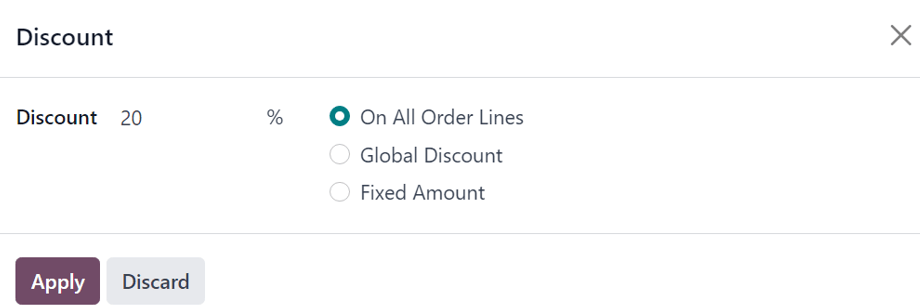 Discount
Discount 20 % On All Order Lines
Global Discount
Fixed Amount
Apply Discard